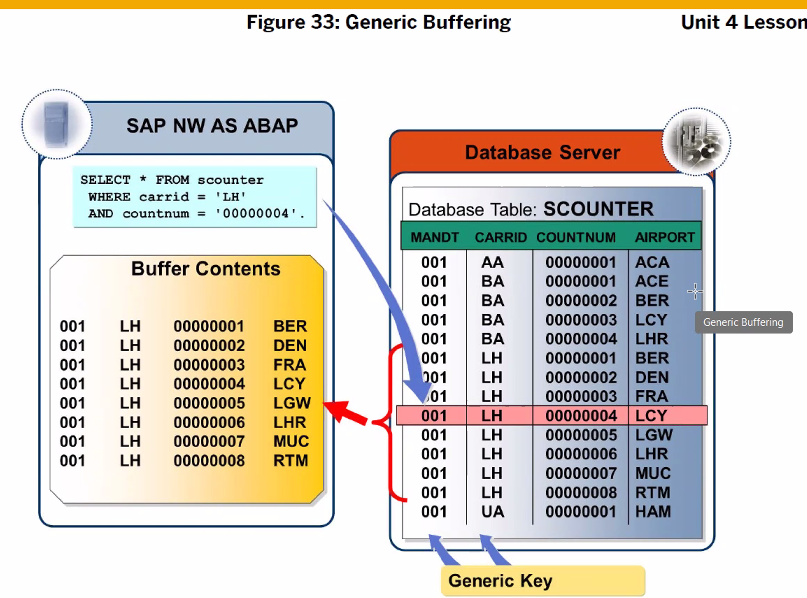 Figure 33: Generic Buffering
Unit 4 Lesson
SAP NW AS ABAP
SELECT * FROM scounter
WHERE carrid = 'LH'
AND countnum = '00000004'.
Buffer Contents
001 LH 00000001 BER
001 LH 00000002 DEN
001 LH 00000003 FRA
001 LH 00000004 LCY
001 LH 00000005 LGW
001 LH 00000006 LHR
001 LH 00000007 MUC
001 LH 00000008 RTM
Database Server
Database Table: SCOUNTER
MANDT CARRID COUNTNUM AIRPORT
001 AA 00000001 ACA
001 BA 00000001 ACE
001 BA 00000002 BER
001 BA 00000003 LCY
001 BA 00000004 LHR
001 LH 00000001 BER
001 LH 00000002 DEN
001 LH 00000003 FRA
001 LH 00000004 LCY
001 LH 00000005 LGW
001 LH 00000006 LHR
001 LH 00000007 MUC
001 LH 00000008 RTM
001 UA 00000001 HAM
Generic Buffering
Generic Key